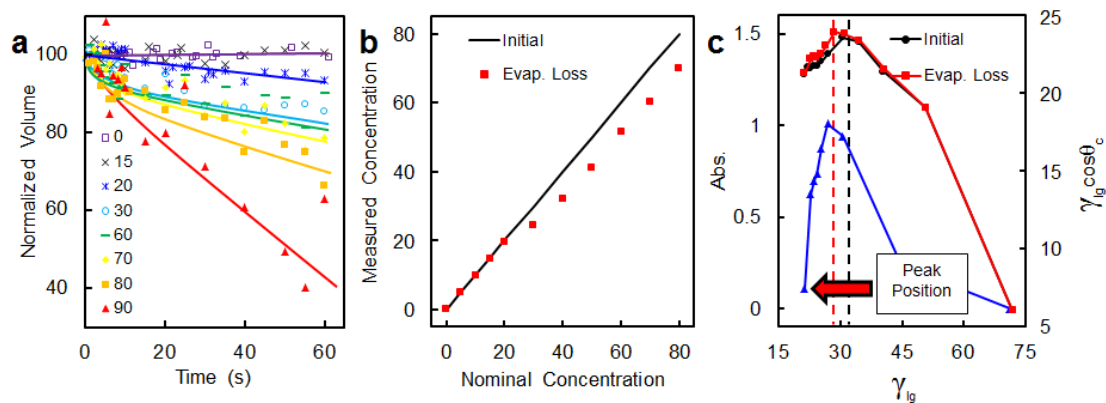 a
Normalized Volume
100
80
60
40
0
15
20
30
60
70
80
90
0 20 40 60
Time (s)
b
Measured Concentration
80
60
40
20
0
Initial
Evap. Loss
0 20 40 60 80
Nominal Concentration
c
Abs.
1.5
1
0.5
0
Initial
Evap. Loss
Peak
Position
25
20
15
10
5
γlg cosθc
15 30 45 60 75
γlg